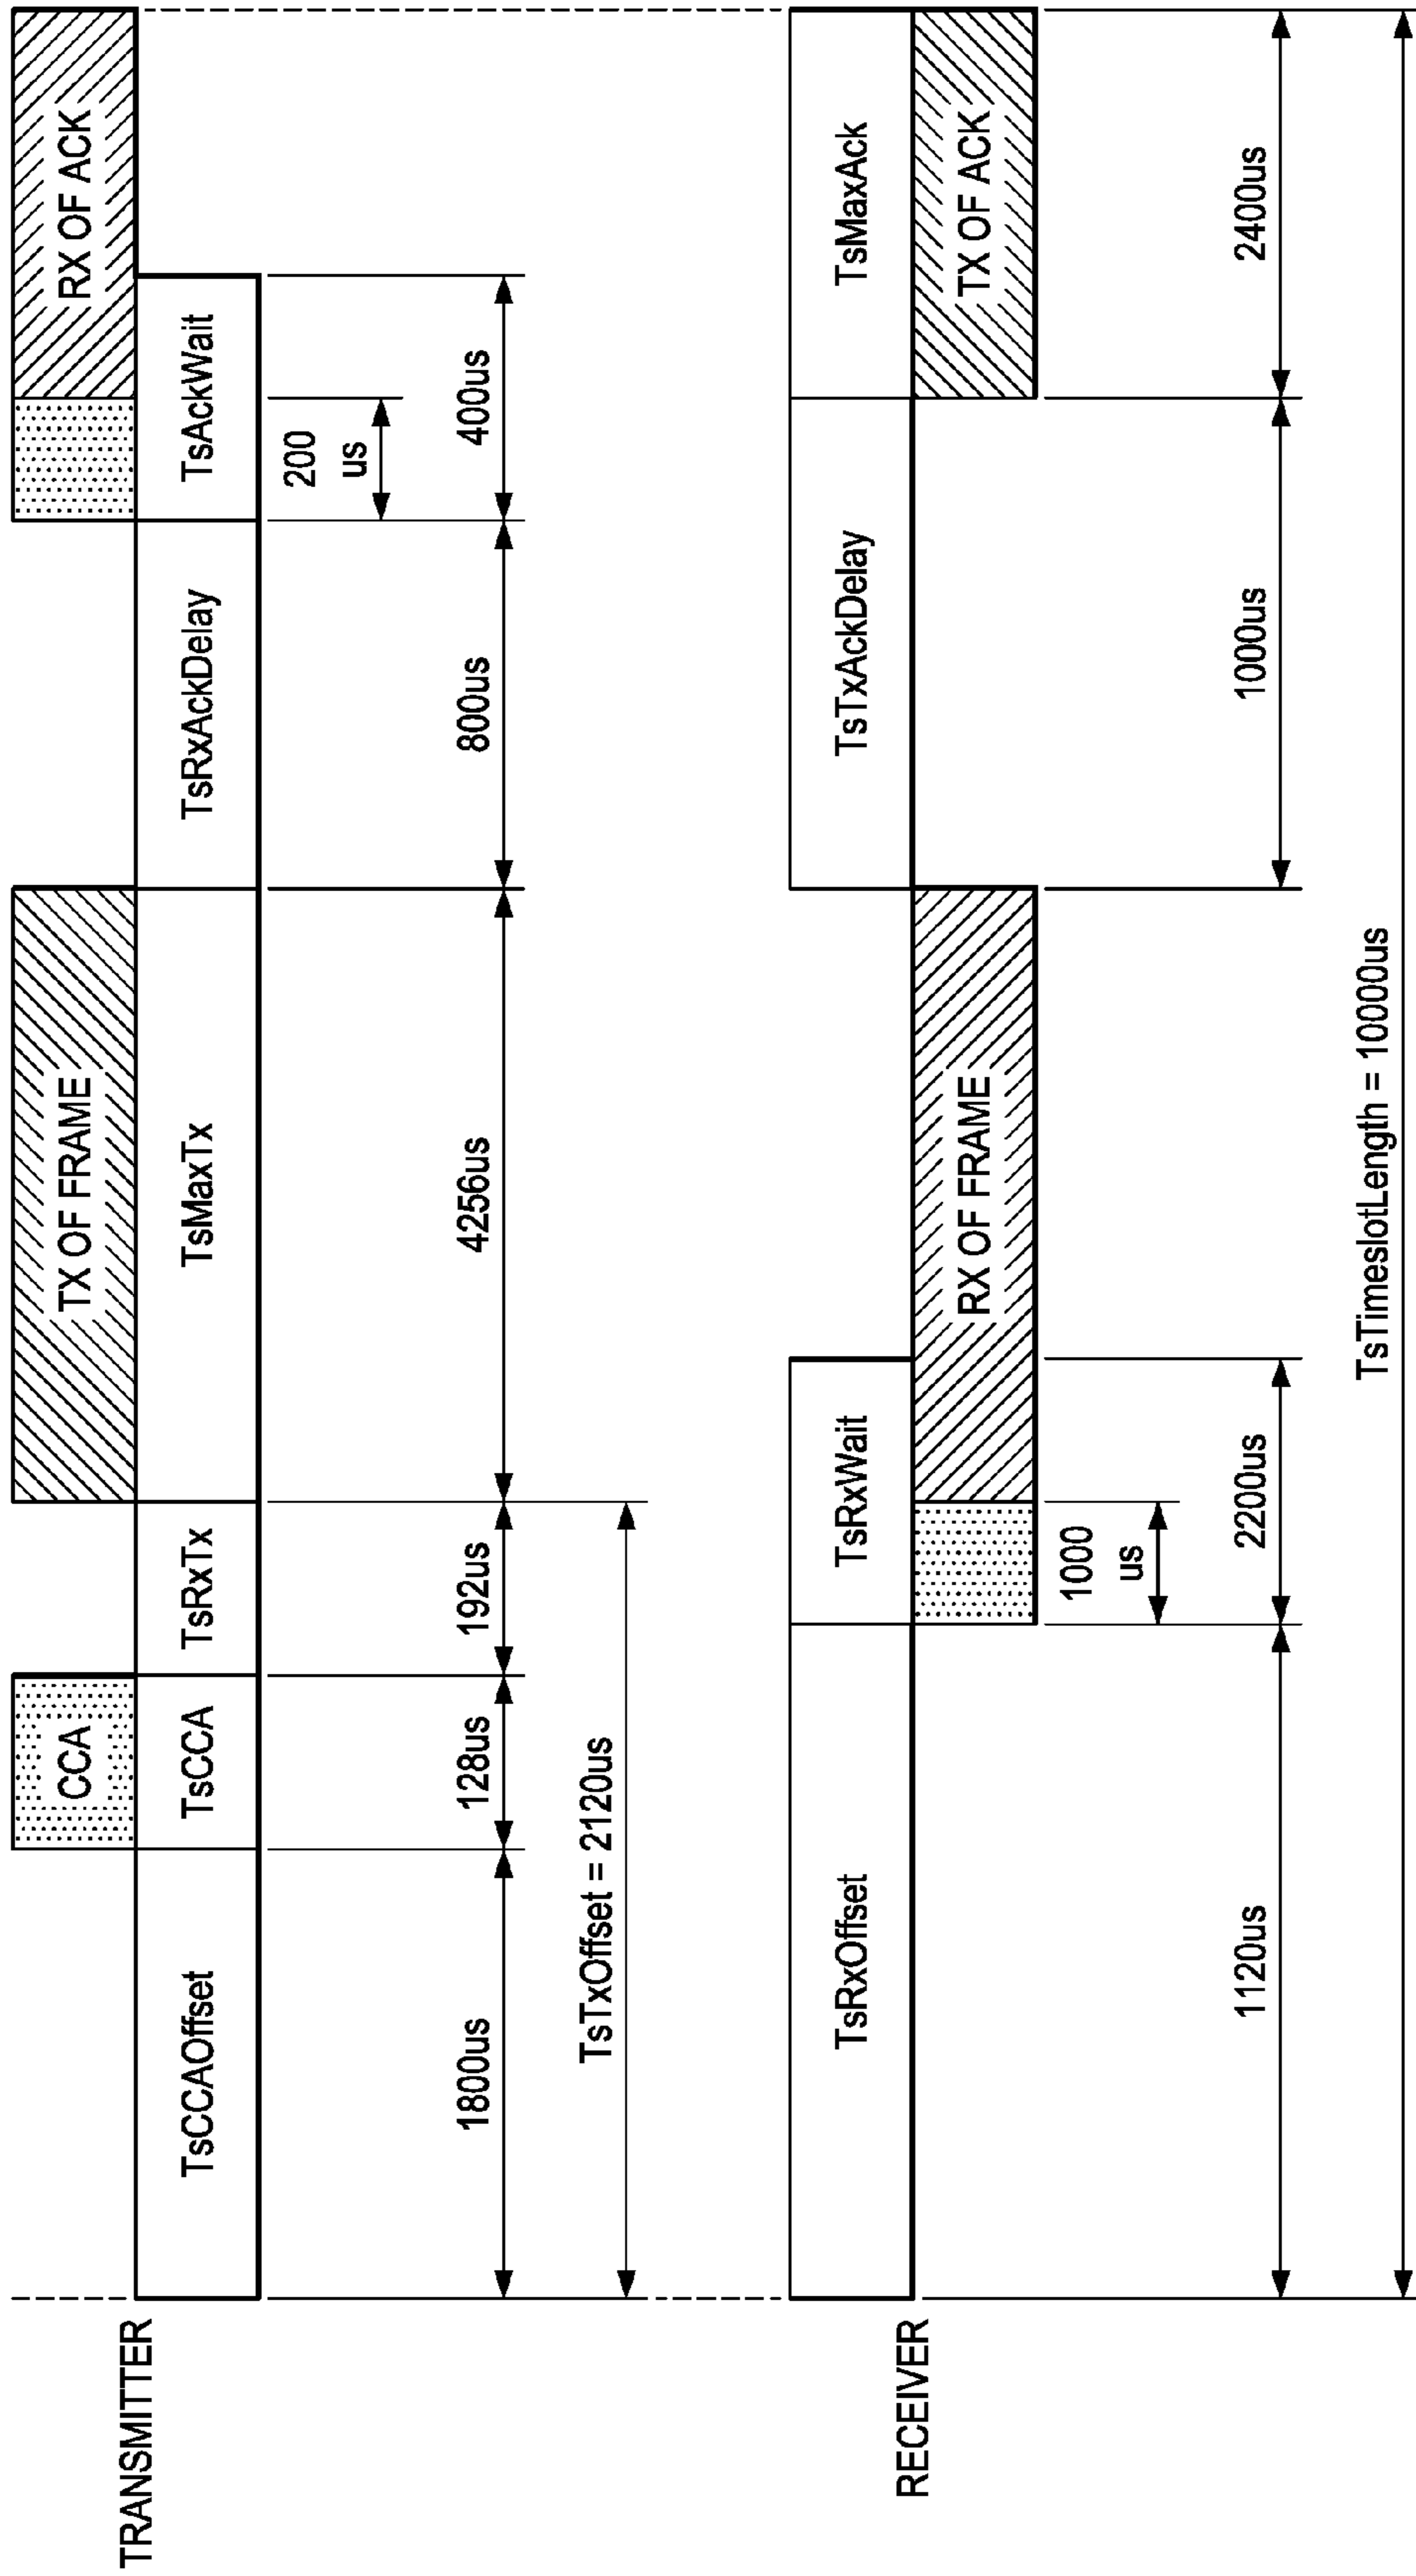 TRANSMITTER
CCA
TX OF FRAME
RX OF ACK
TsCCAOffset
TsCCA
TsRxTx
TsMaxTx
TsRxAckDelay
TsAckWait
200
us
1800us
128us
192us
4256us
800us
400us
TsTxOffset = 2120us
RECEIVER
TsRxOffset
TsRxWait
TsTxAckDelay
TsMaxAck
RX OF FRAME
TX OF ACK
1000
us
1120us
2200us
1000us
2400us
TsTimeslotLength = 10000us